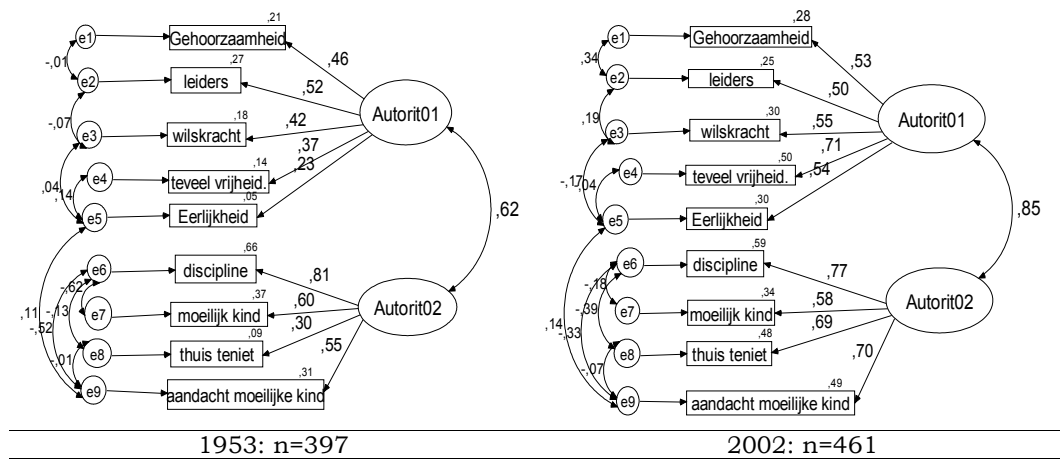 ,21
e1
Gehoorzaamheid
,46
-,01
,27
e2
leiders
,52
Autorit01
-,07
,18
e3
wilskracht
,42
,37
,23
,14
e4
teveel vrijheid.
,04
,14
,05
e5
Eerlijkheid
,62
,66
e6
discipline
,81
-,62
,37
e7
moeilijk kind
,60
Autorit02
,11
-,13
-,52
,09
e8
thuis teniet
,30
,55
-,01
,31
e9
aandacht moeilijke kind
1953: n=397
,28
e1
Gehoorzaamheid
,53
,34
,25
e2
leiders
,50
Autorit01
,19
,30
e3
wilskracht
,55
,71
,54
,50
e4
teveel vrijheid.
-,17
,04
,30
e5
Eerlijkheid
,85
,59
e6
discipline
,77
-,18
,34
e7
moeilijk kind
,58
Autorit02
-,39
,14
-,33
,48
e8
thuis teniet
,69
,70
-,07
,49
e9
aandacht moeilijke kind
2002: n=461